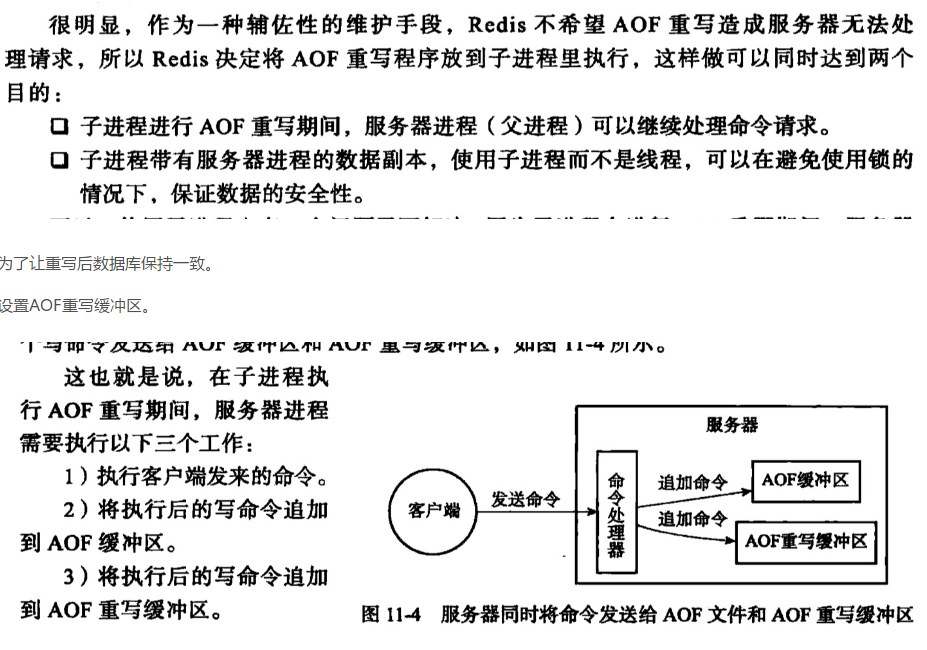 很明显，作为一种辅佐性的维护手段，Redis 不希望 AOF 重写造成服务器无法处
理请求，所以 Redis 决定将 AOF 重写程序放到子进程里执行，这样做可以同时达到两个
目的：
❏ 子进程进行 AOF 重写期间，服务器进程（父进程）可以继续处理命令请求。
❏ 子进程带有服务器进程的数据副本，使用子进程而不是线程，可以在避免使用锁的
情况下，保证数据的安全性。
为了让重写后数据库保持一致。
设置AOF重写缓冲区。
个写命令发送给 AOF 缓冲区和 AOF 重写缓冲区，如图 11-4 所示。
这也就是说，在子进程执
行 AOF 重写期间，服务器进程
需要执行以下三个工作：
1）执行客户端发来的命令。
2）将执行后的写命令追加
到 AOF 缓冲区。
3）将执行后的写命令追加
到 AOF 重写缓冲区。
服务器
客户端
发送命令
命令处理器
追加命令
AOF缓冲区
追加命令
AOF重写缓冲区
图 11-4 服务器同时将命令发送给 AOF 文件和 AOF 重写缓冲区